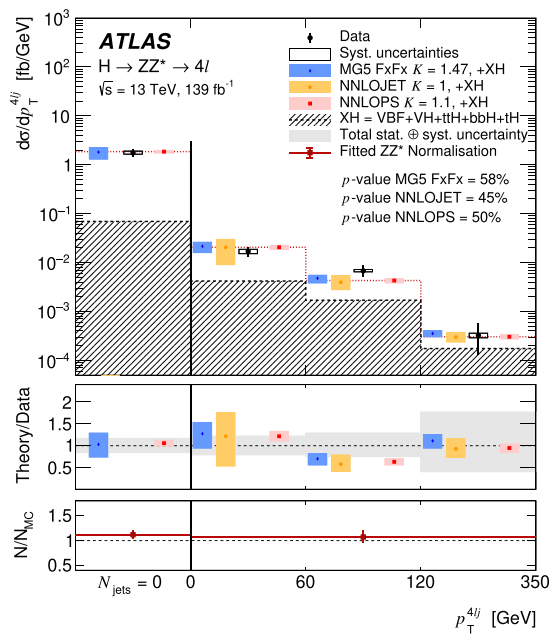 dσ/dp_T^{4lj} [fb/GeV]
10³
10²
10
1
10⁻¹
10⁻²
10⁻³
10⁻⁴
ATLAS
H → ZZ* → 4l
√s = 13 TeV, 139 fb⁻¹
Data
Syst. uncertainties
MG5 FxFx K = 1.47, +XH
NNLOJET K = 1, +XH
NNLOPS K = 1.1, +XH
XH = VBF+VH+ttH+bbH+tH
Total stat. ⊕ syst. uncertainty
Fitted ZZ* Normalisation
p-value MG5 FxFx = 58%
p-value NNLOJET = 45%
p-value NNLOPS = 50%
Theory/Data
2
1.5
1
0.5
N/N_MC
1.5
1
0.5
N_jets = 0
0
60
120
350
p_T^{4lj} [GeV]